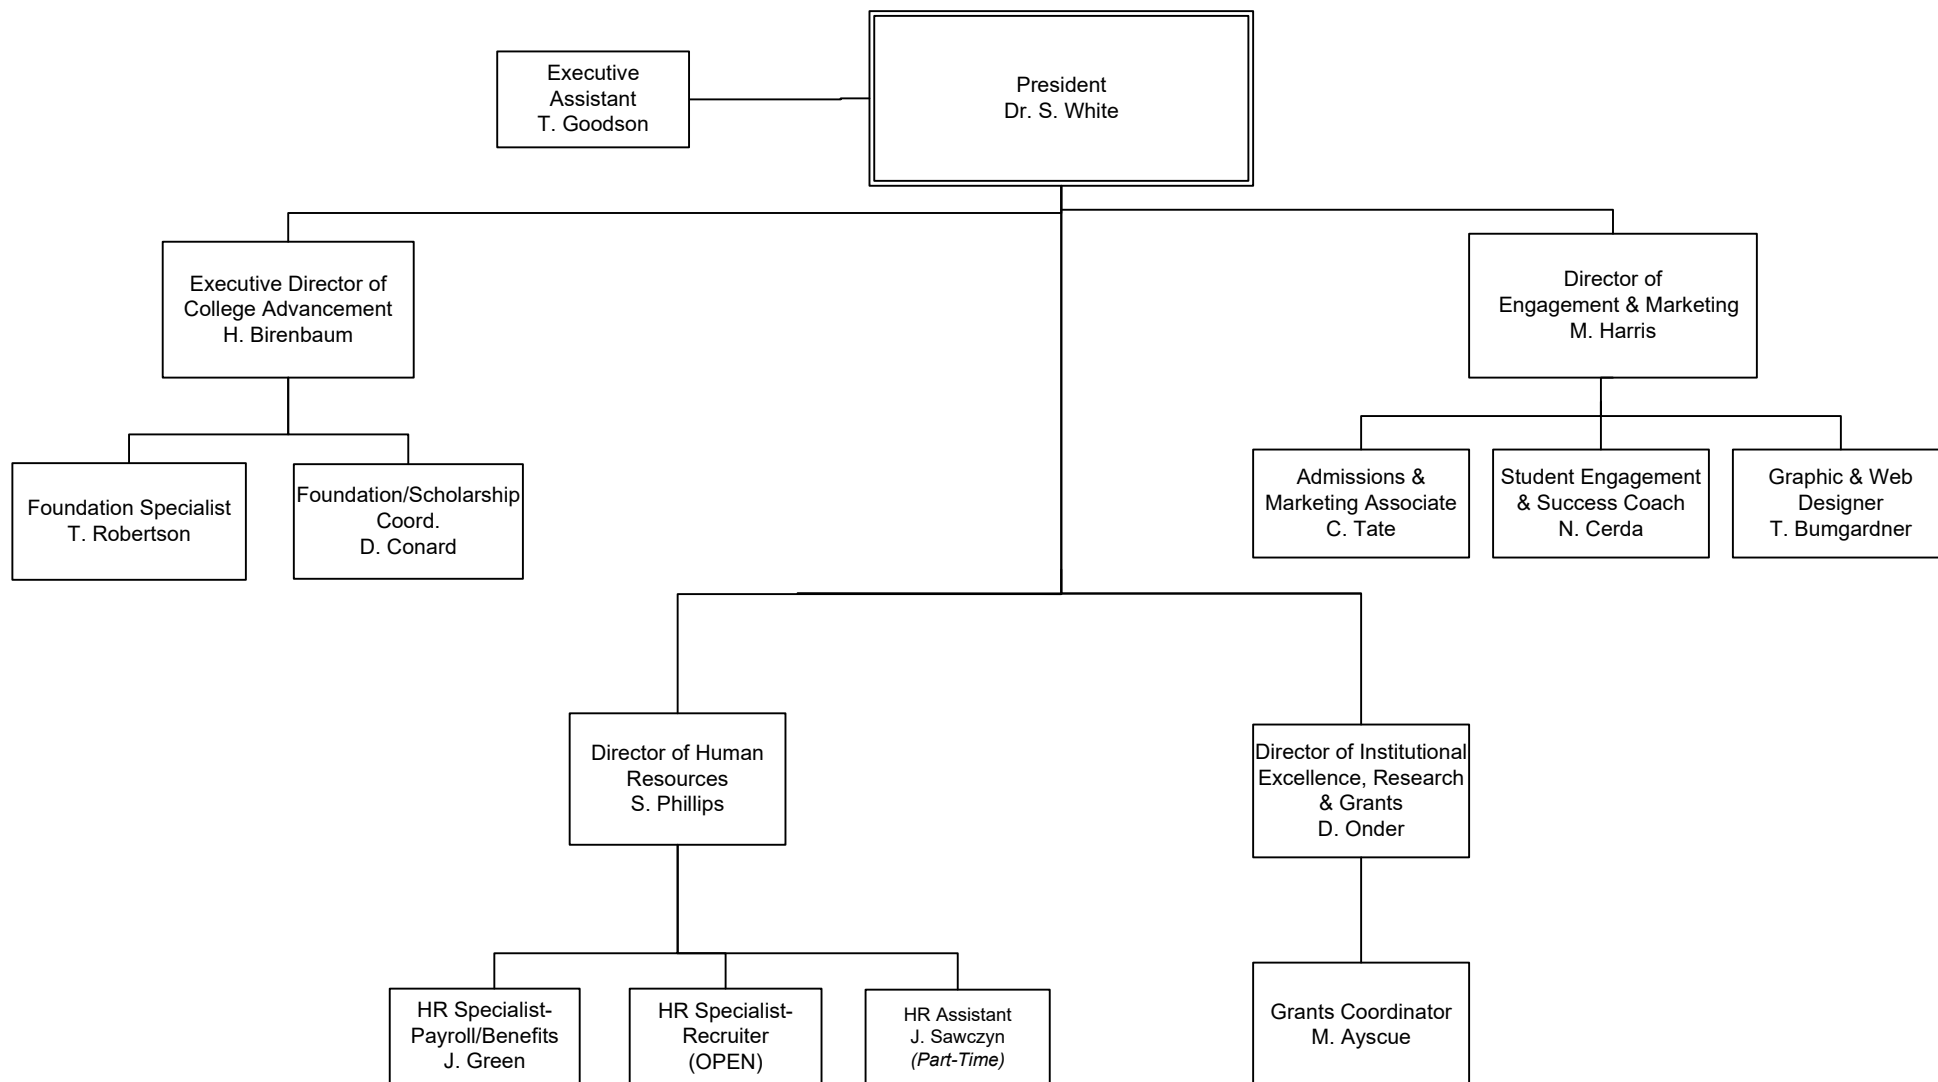 Executive
Assistant
T. Goodson
President
Dr. S. White
Executive Director of
College Advancement
H. Birenbaum
Director of
Engagement & Marketing
M. Harris
Foundation Specialist
T. Robertson
Foundation/Scholarship
Coord.
D. Conard
Admissions &
Marketing Associate
C. Tate
Student Engagement
& Success Coach
N. Cerda
Graphic & Web
Designer
T. Bumgardner
Director of Human
Resources
S. Phillips
Director of Institutional
Excellence, Research
& Grants
D. Onder
HR Specialist-
Payroll/Benefits
J. Green
HR Specialist-
Recruiter
(OPEN)
HR Assistant
J. Sawczyn
(Part-Time)
Grants Coordinator
M. Ayscue